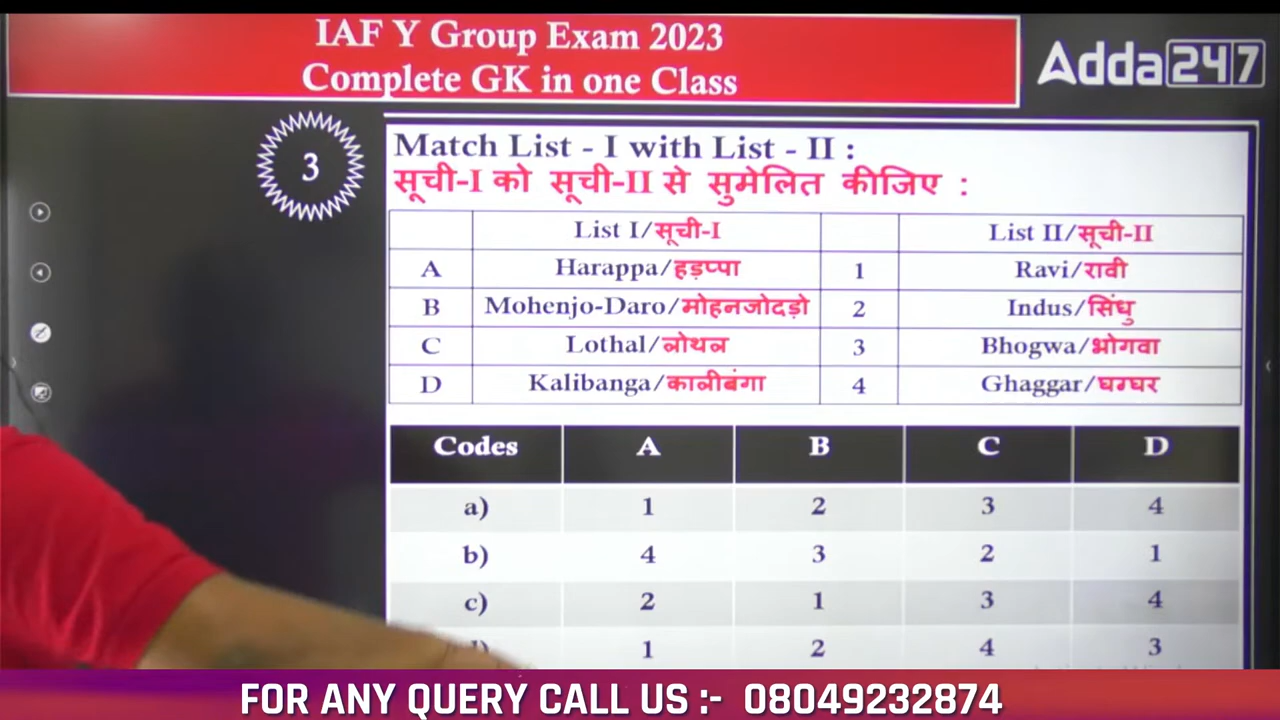 IAF Y Group Exam 2023
Complete GK in one Class
Adda247
3
Match List - I with List - II :
सूची-I को सूची-II से सुमेलित कीजिए :
List I/सूची-I List II/सूची-II
A Harappa/हड़प्पा 1 Ravi/रावी
B Mohenjo-Daro/मोहनजोदड़ो 2 Indus/सिंधु
C Lothal/लोथल 3 Bhogwa/भोगवा
D Kalibanga/कालीबंगा 4 Ghaggar/घग्घर
Codes A B C D
a) 1 2 3 4
b) 4 3 2 1
c) 2 1 3 4
1 2 4 3
FOR ANY QUERY CALL US :- 08049232874